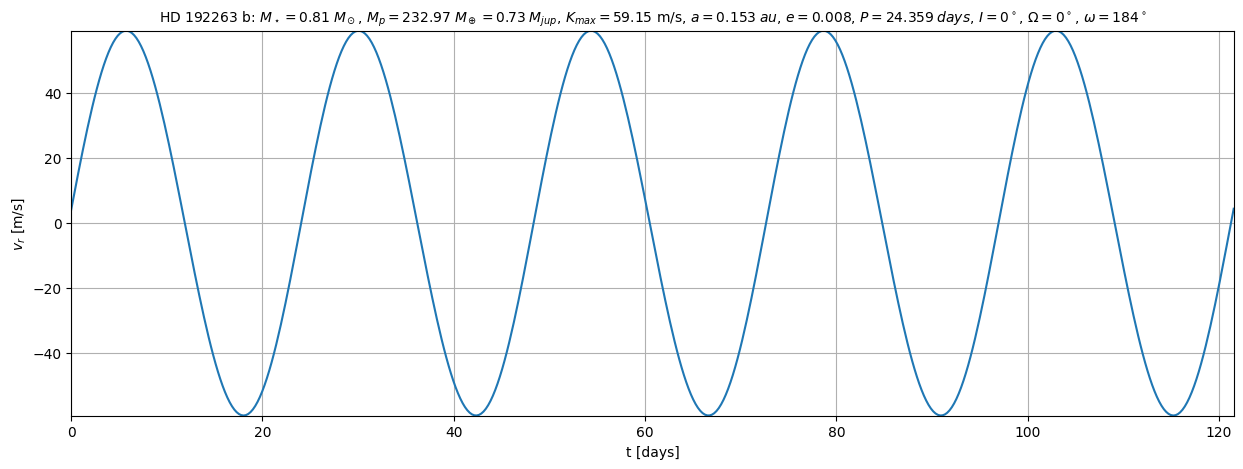 HD 192263 b: M⋆ = 0.81 M⊙, Mp = 232.97 M⊕ = 0.73 Mjup, Kmax = 59.15 m/s, a = 0.153 au, e = 0.008, P = 24.359 days, I = 0°, Ω = 0°, ω = 184°
40
20
0
−20
−40
vr [m/s]
0 20 40 60 80 100 120
t [days]